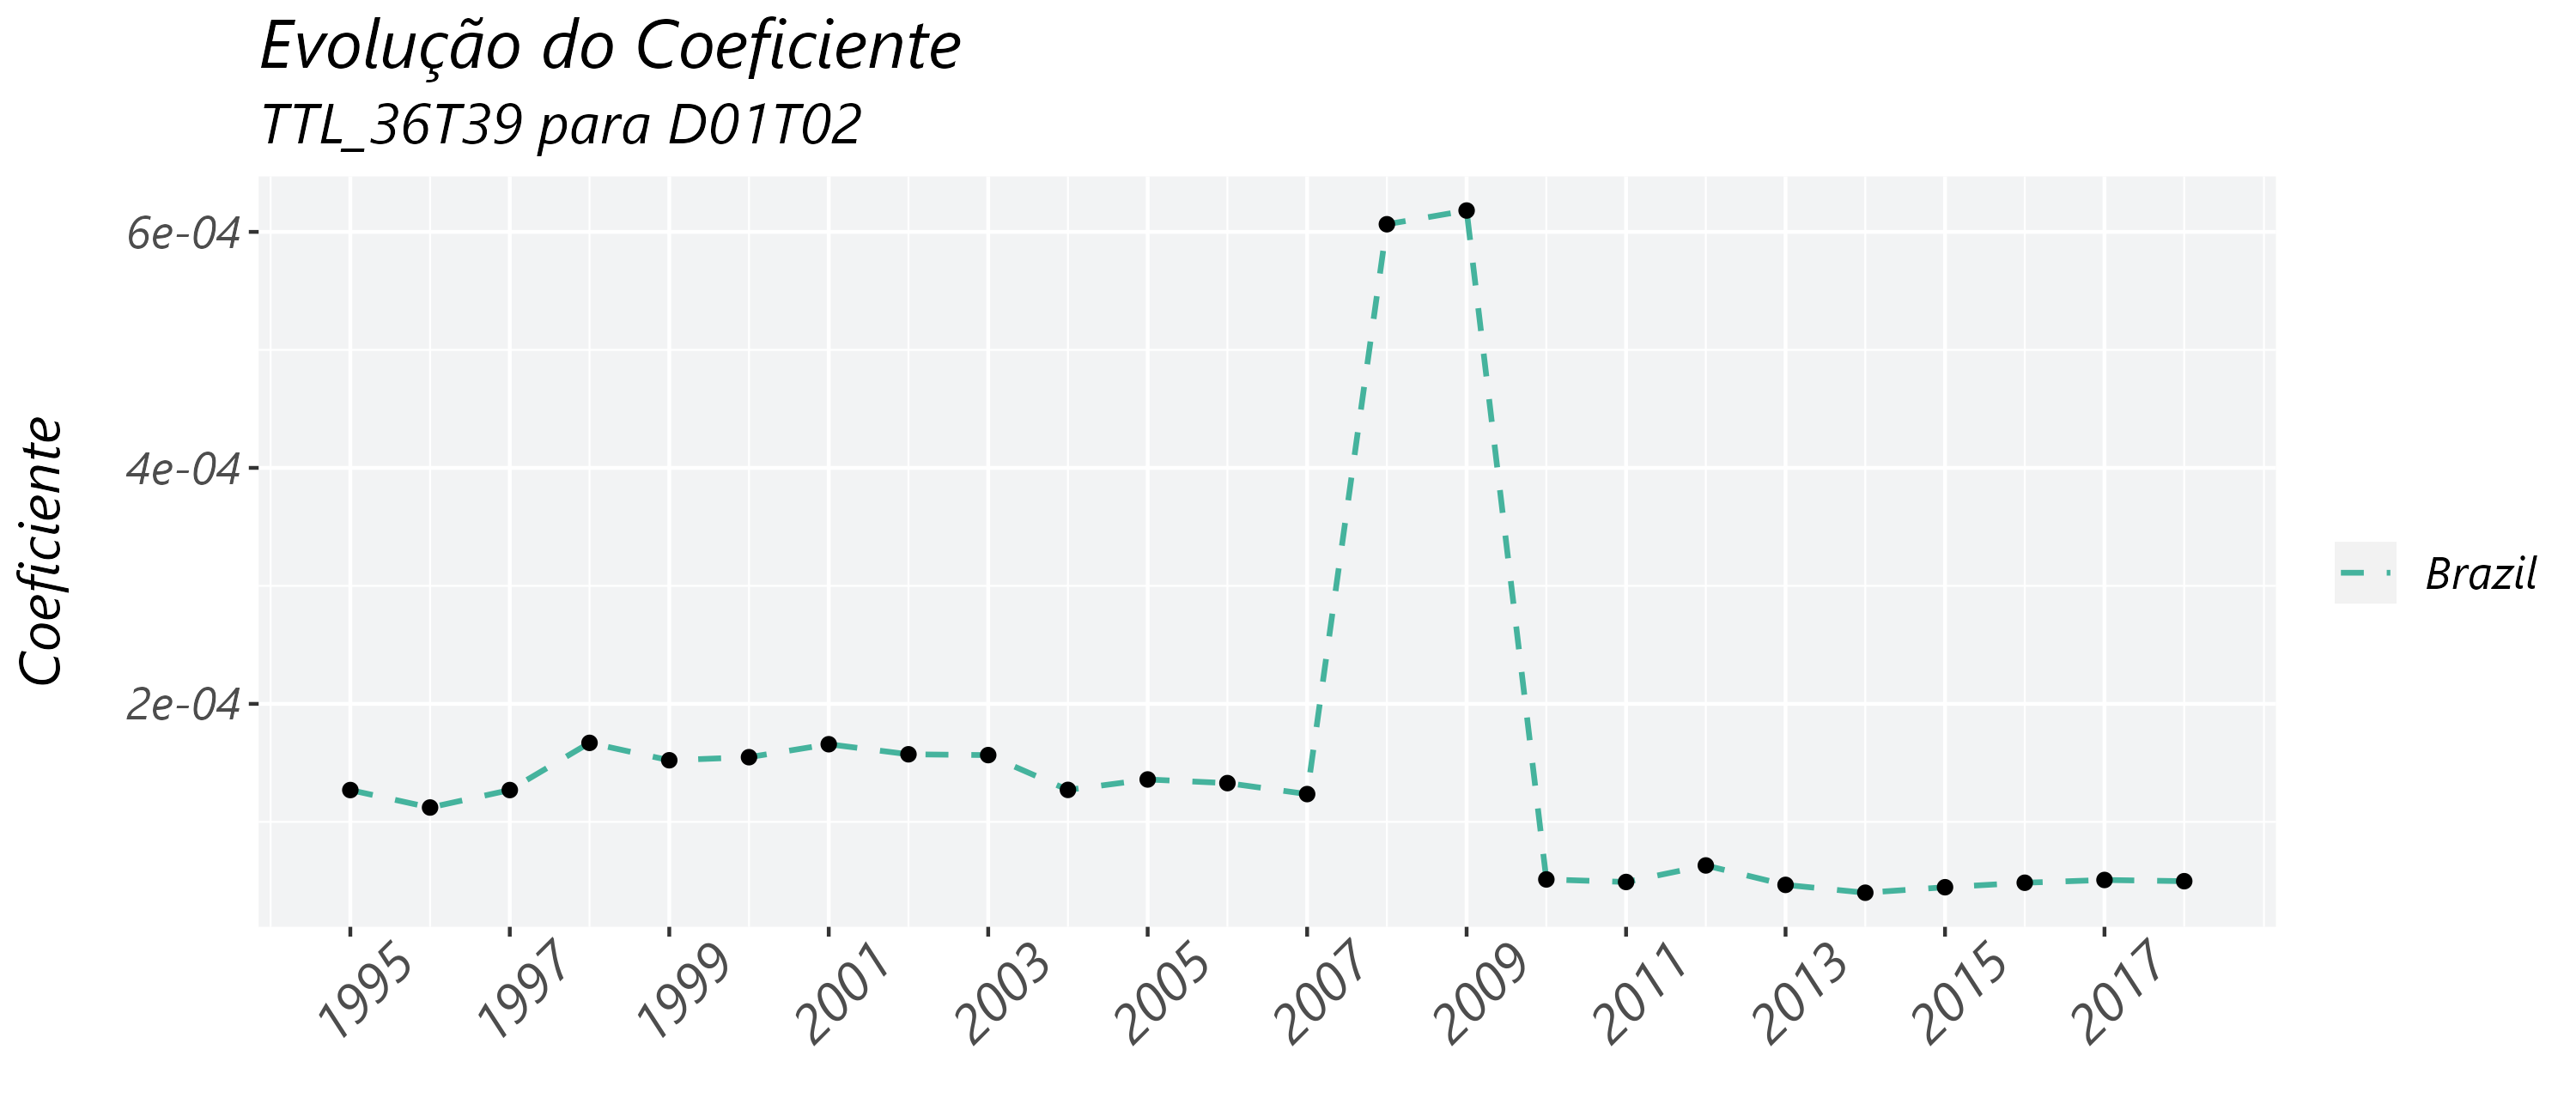 Evolução do Coeficiente
TTL_36T39 para D01T02
Coeficiente
6e-04
4e-04
2e-04
1995
1997
1999
2001
2003
2005
2007
2009
2011
2013
2015
2017
Brazil